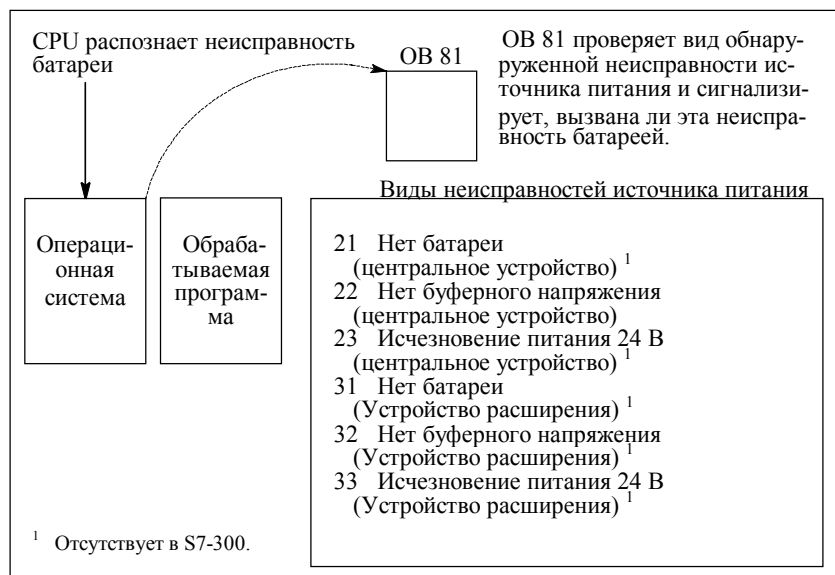 CPU распознает неисправность
батареи
OB 81
OB 81 проверяет вид обнару-
руженной неисправности ис-
точника питания и сигнализи-
рует, вызвана ли эта неиспра-
вность батареей.
Операци-
онная
система
Обраба-
тываемая
програм-
ма
Виды неисправностей источника питания
21 Нет батареи
(центральное устройство) 1
22 Нет буферного напряжения
(центральное устройство)
23 Исчезновение питания 24 В
(центральное устройство) 1
31 Нет батареи
(Устройство расширения) 1
32 Нет буферного напряжения
(Устройство расширения) 1
33 Исчезновение питания 24 В
(Устройство расширения) 1
1 Отсутствует в S7-300.